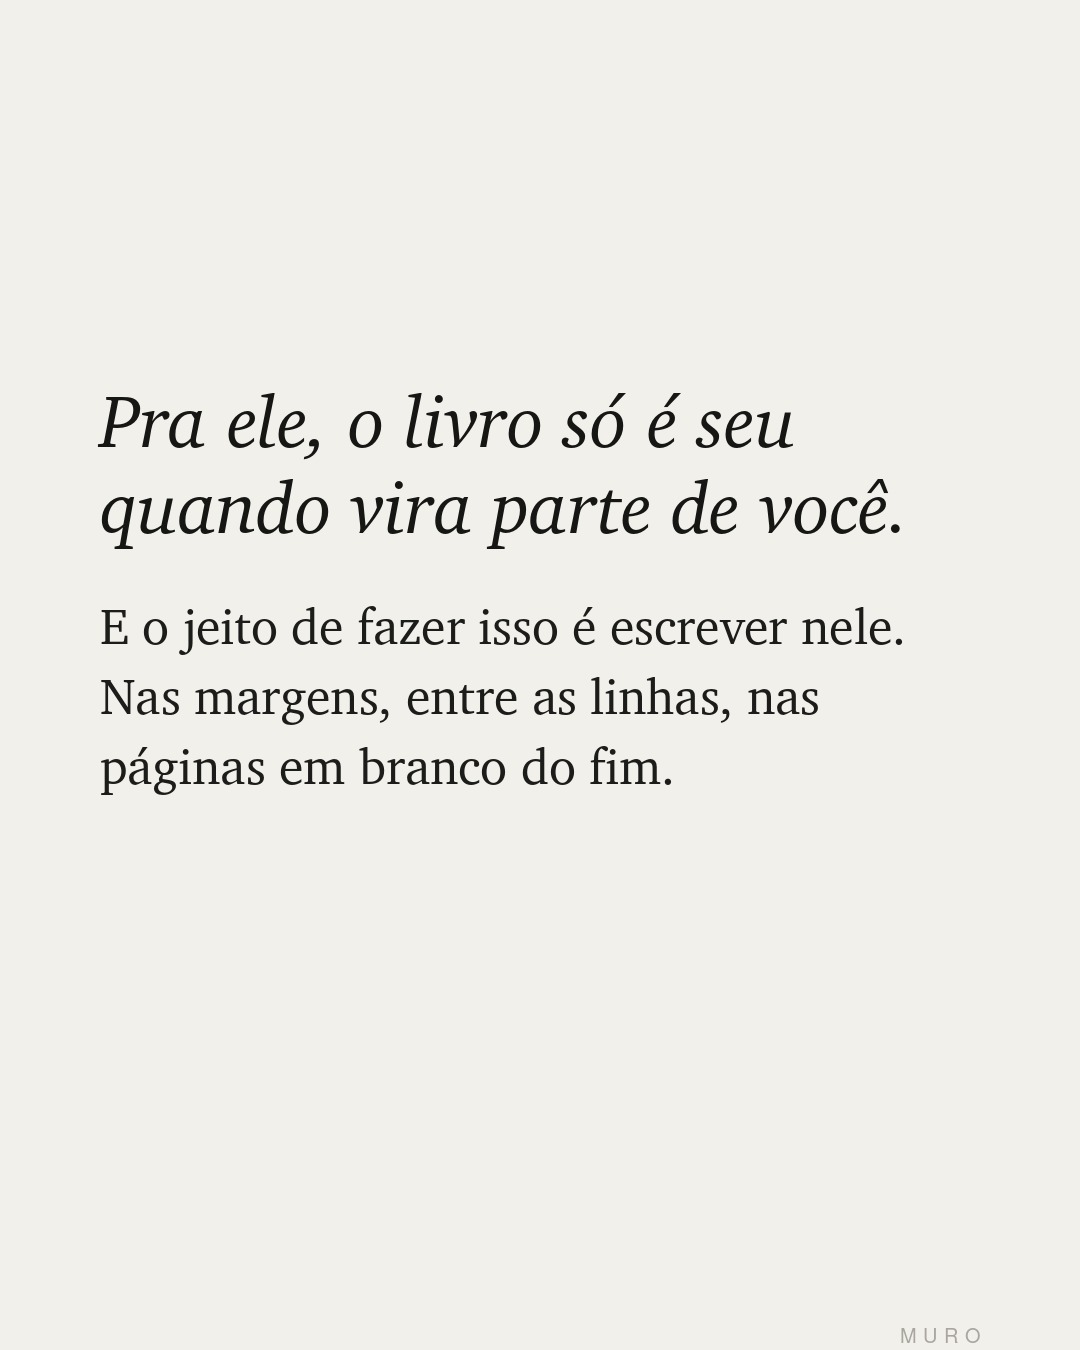 Pra ele, o livro só é seu
quando vira parte de você.
E o jeito de fazer isso é escrever nele.
Nas margens, entre as linhas, nas
páginas em branco do fim.
MURO